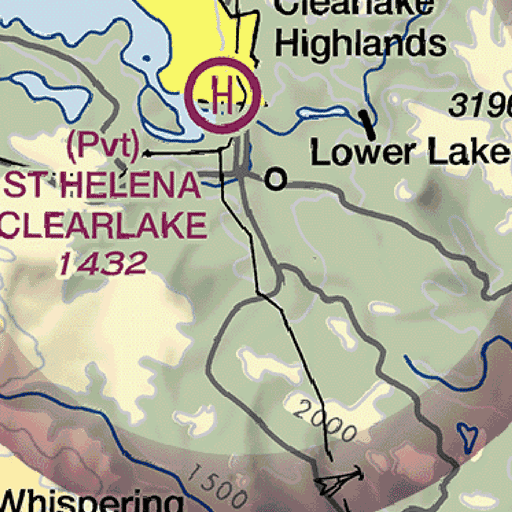 Clearlake
Highlands
H
3196
(Pvt)
Lower Lake
ST HELENA
CLEARLAKE
1432
2000
1500
Whispering